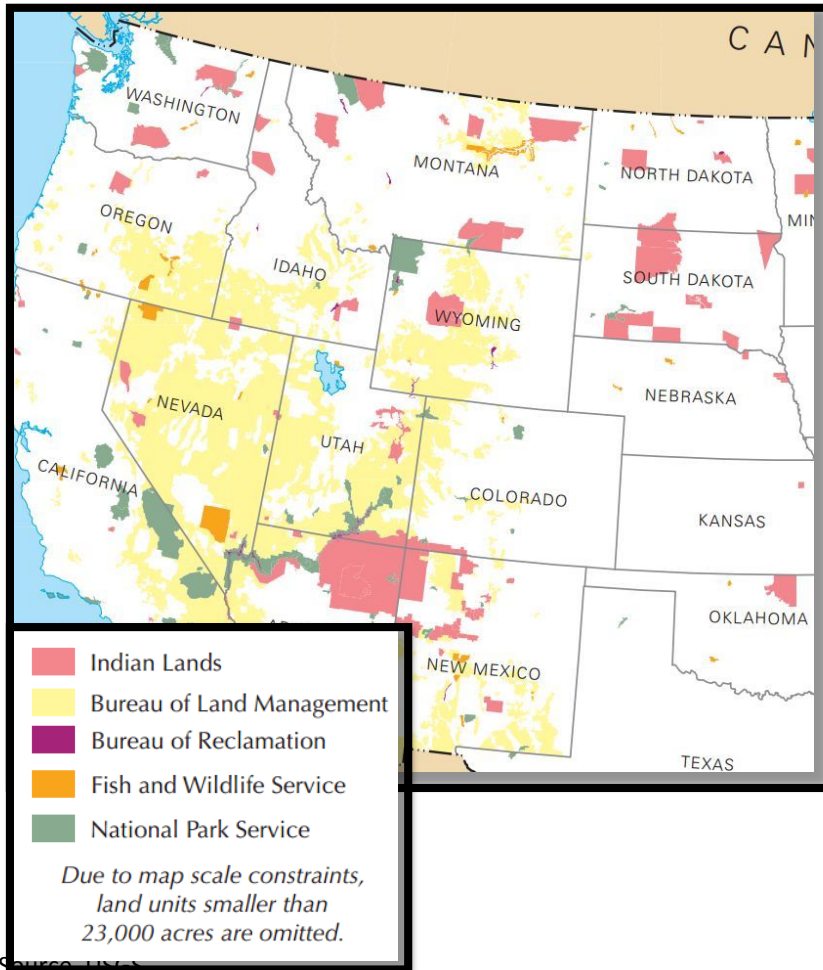 CAN
WASHINGTON
MONTANA
NORTH DAKOTA
MIN
OREGON
IDAHO
SOUTH DAKOTA
WYOMING
NEVADA
NEBRASKA
UTAH
CALIFORNIA
COLORADO
KANSAS
OKLAHOMA
NEW MEXICO
TEXAS
Indian Lands
Bureau of Land Management
Bureau of Reclamation
Fish and Wildlife Service
National Park Service
Due to map scale constraints,
land units smaller than
23,000 acres are omitted.